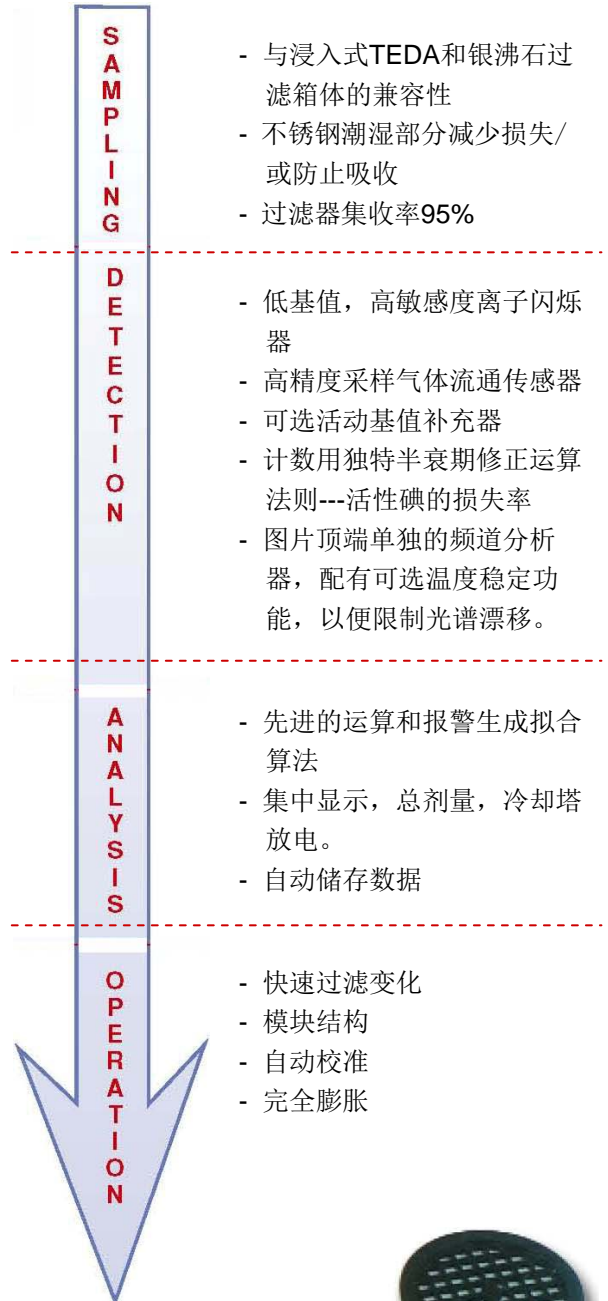 SAMPLING
- 与浸入式TEDA和银沸石过
滤箱体的兼容性
- 不锈钢潮湿部分减少损失/
或防止吸收
- 过滤器集收率95%
DETECTION
- 低基值，高敏感度离子闪烁
器
- 高精度采样气体流通传感器
- 可选活动基值补充器
- 计数用独特半衰期修正运算
法则---活性碘的损失率
- 图片顶端单独的频道分析
器，配有可选温度稳定功
能，以便限制光谱漂移。
ANALYSIS
- 先进的运算和报警生成拟合
算法
- 集中显示，总剂量，冷却塔
放电。
- 自动储存数据
OPERATION
- 快速过滤变化
- 模块结构
- 自动校准
- 完全膨胀